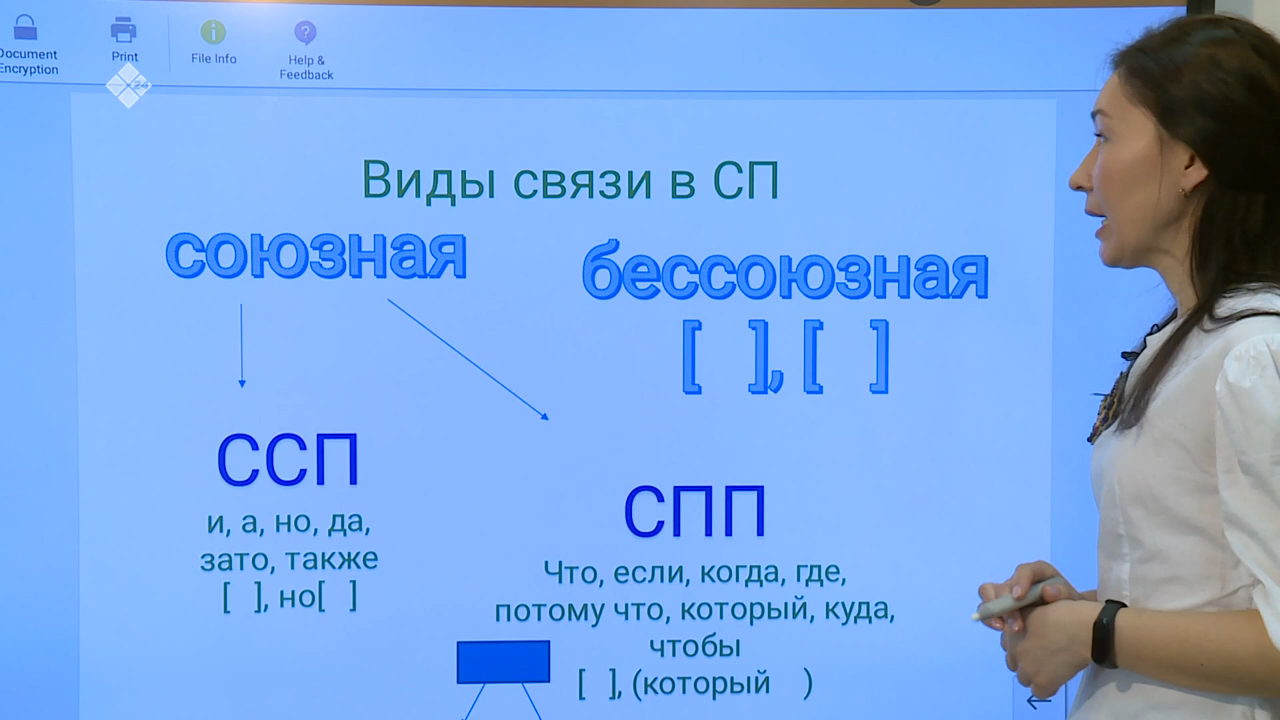 Document
Encryption
Print
File Info
Help &
Feedback
24
Виды связи в СП
союзная
бессоюзная
[ ], [ ]
ССП
и, а, но, да,
зато, также
[ ], но[ ]
СПП
Что, если, когда, где,
потому что, который, куда,
чтобы
[ ], (который )